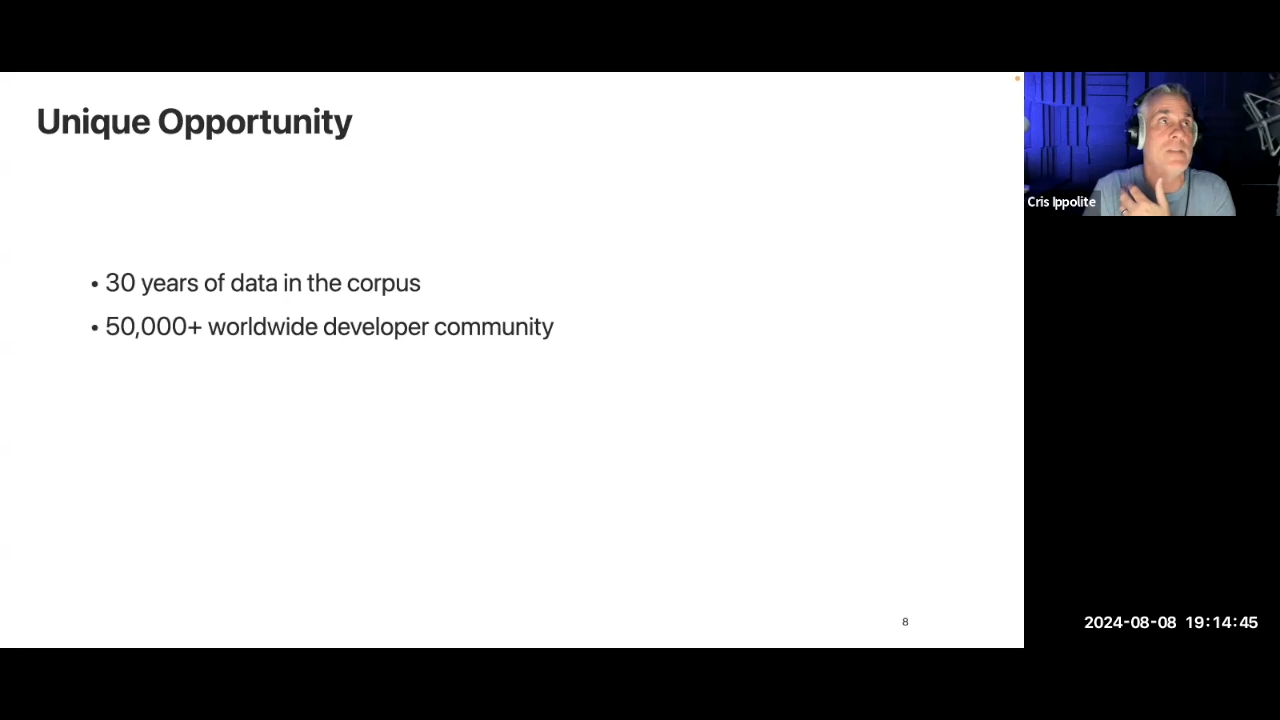 Unique Opportunity
• 30 years of data in the corpus
• 50,000+ worldwide developer community
8
Cris Ippolite
2024-08-08 19:14:45